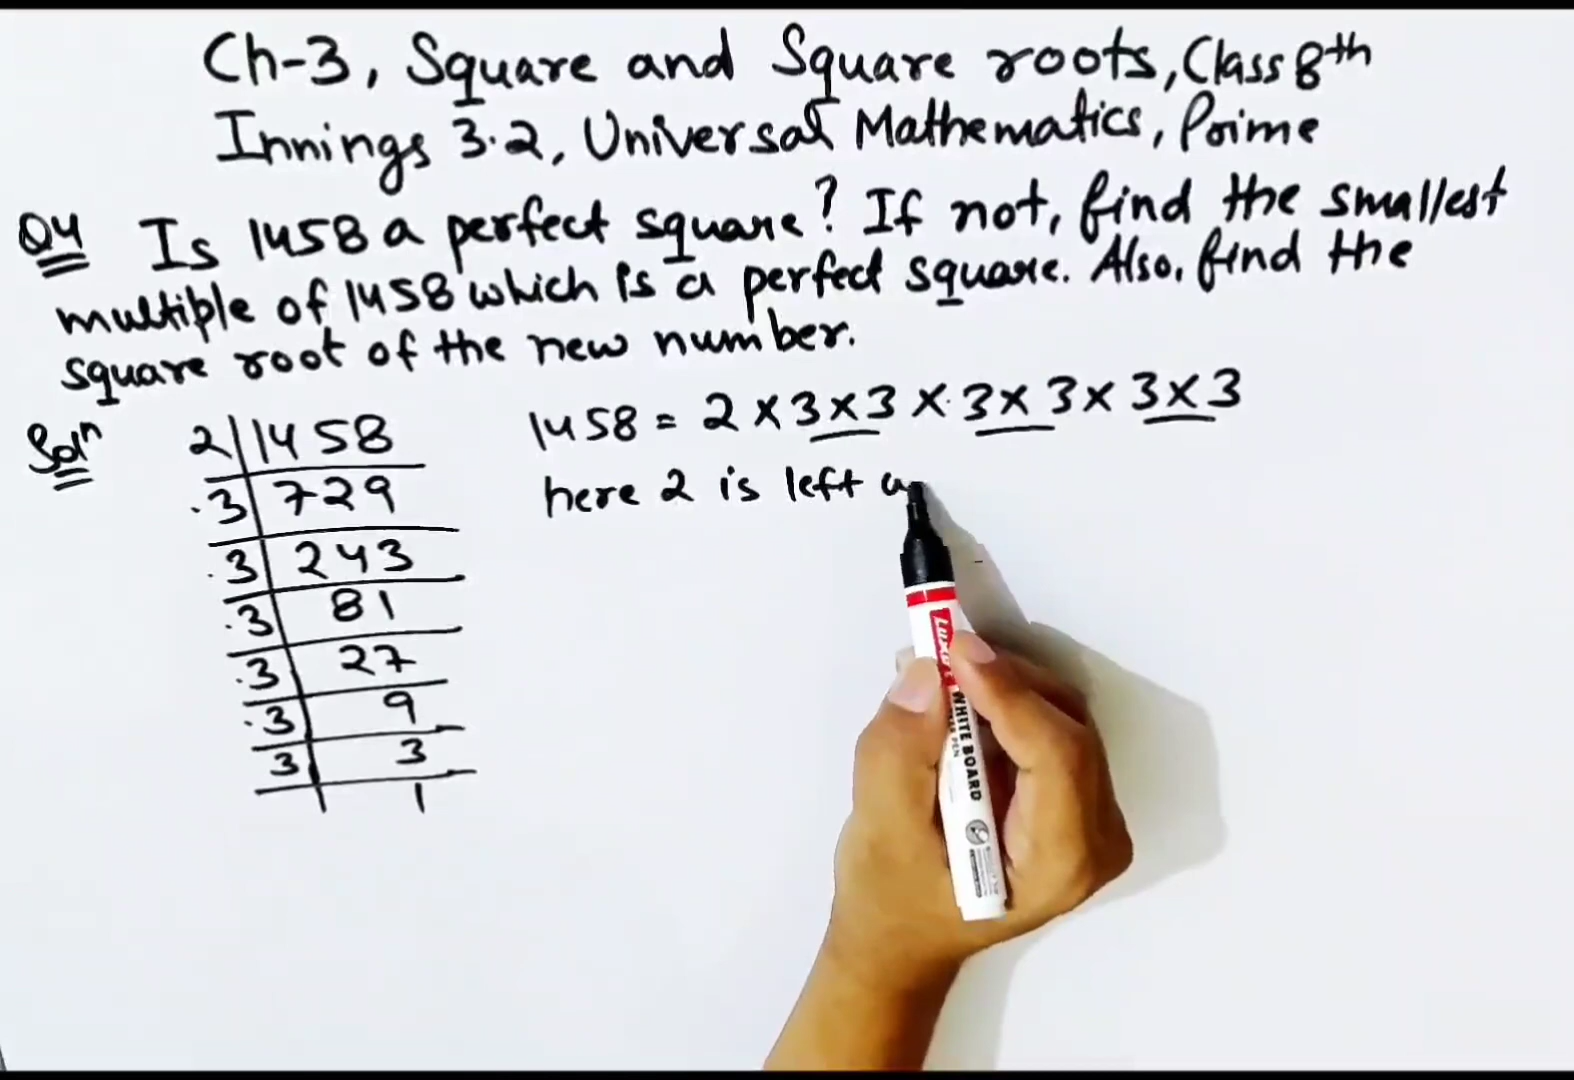 Ch-3, Square and Square roots, Class 8th
Innings 3.2, Universal Mathematics, Prime
Q4 Is 1458 a perfect square? If not, find the smallest
multiple of 1458 which is a perfect square. Also, find the
square root of the new number.
Soln
2 | 1458
3 | 729
3 | 243
3 | 81
3 | 27
3 | 9
3 | 3
1
1458 = 2 × 3 × 3 × 3 × 3 × 3 × 3
here 2 is left
WHITE BOARD